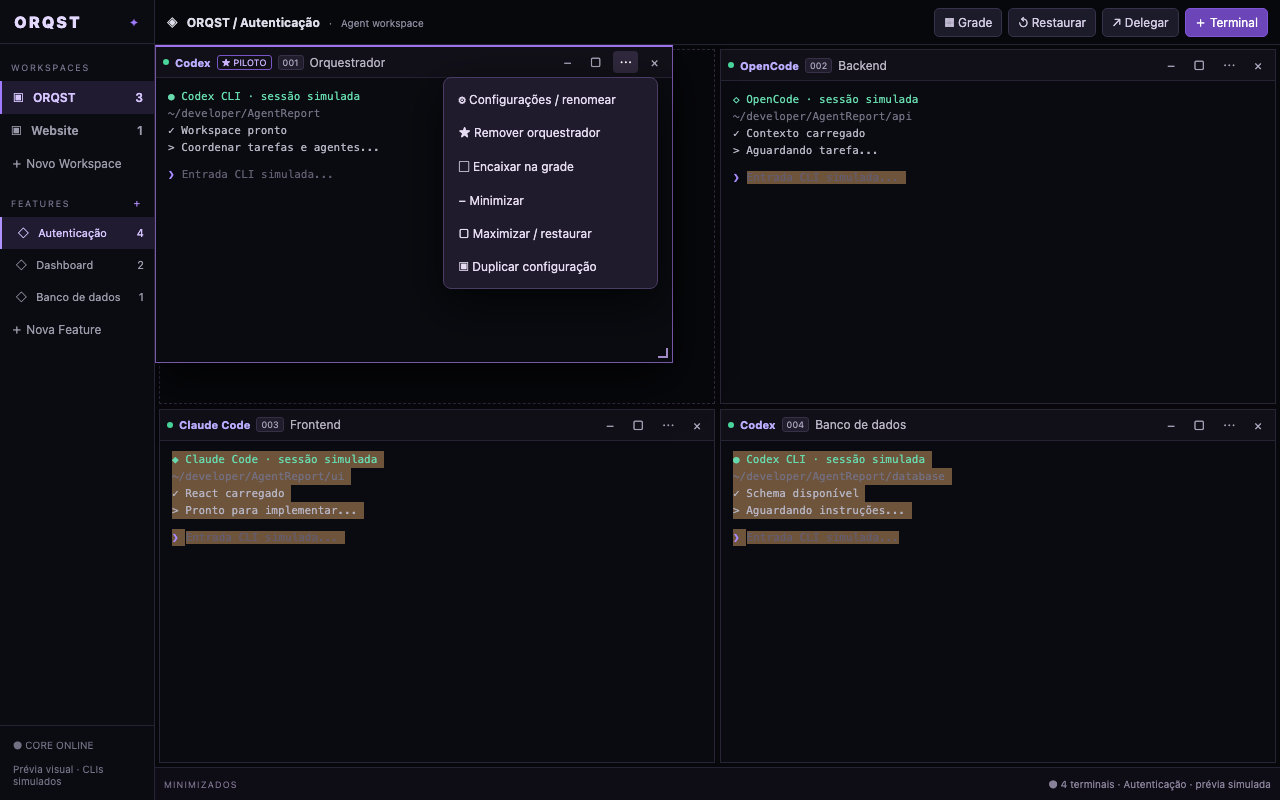 ORQST ✦
WORKSPACES
▣ ORQST 3
▣ Website 1
+ Novo Workspace
FEATURES +
◇ Autenticação 4
◇ Dashboard 2
◇ Banco de dados 1
+ Nova Feature
● CORE ONLINE
Prévia visual · CLIs
simulados
◈ ORQST / Autenticação · Agent workspace
▦ Grade
↺ Restaurar
↗ Delegar
+ Terminal
● Codex ★ PILOTO 001 Orquestrador − □ ··· ×
● Codex CLI · sessão simulada
~/developer/AgentReport
✓ Workspace pronto
> Coordenar tarefas e agentes...
❯ Entrada CLI simulada...
⚙ Configurações / renomear
★ Remover orquestrador
□ Encaixar na grade
− Minimizar
▢ Maximizar / restaurar
▣ Duplicar configuração
● OpenCode 002 Backend − □ ··· ×
◇ OpenCode · sessão simulada
~/developer/AgentReport/api
✓ Contexto carregado
> Aguardando tarefa...
❯ Entrada CLI simulada...
● Claude Code 003 Frontend − □ ··· ×
◆ Claude Code · sessão simulada
~/developer/AgentReport/ui
✓ React carregado
> Pronto para implementar...
❯ Entrada CLI simulada...
● Codex 004 Banco de dados − □ ··· ×
● Codex CLI · sessão simulada
~/developer/AgentReport/database
✓ Schema disponível
> Aguardando instruções...
❯ Entrada CLI simulada...
MINIMIZADOS
● 4 terminais · Autenticação · prévia simulada